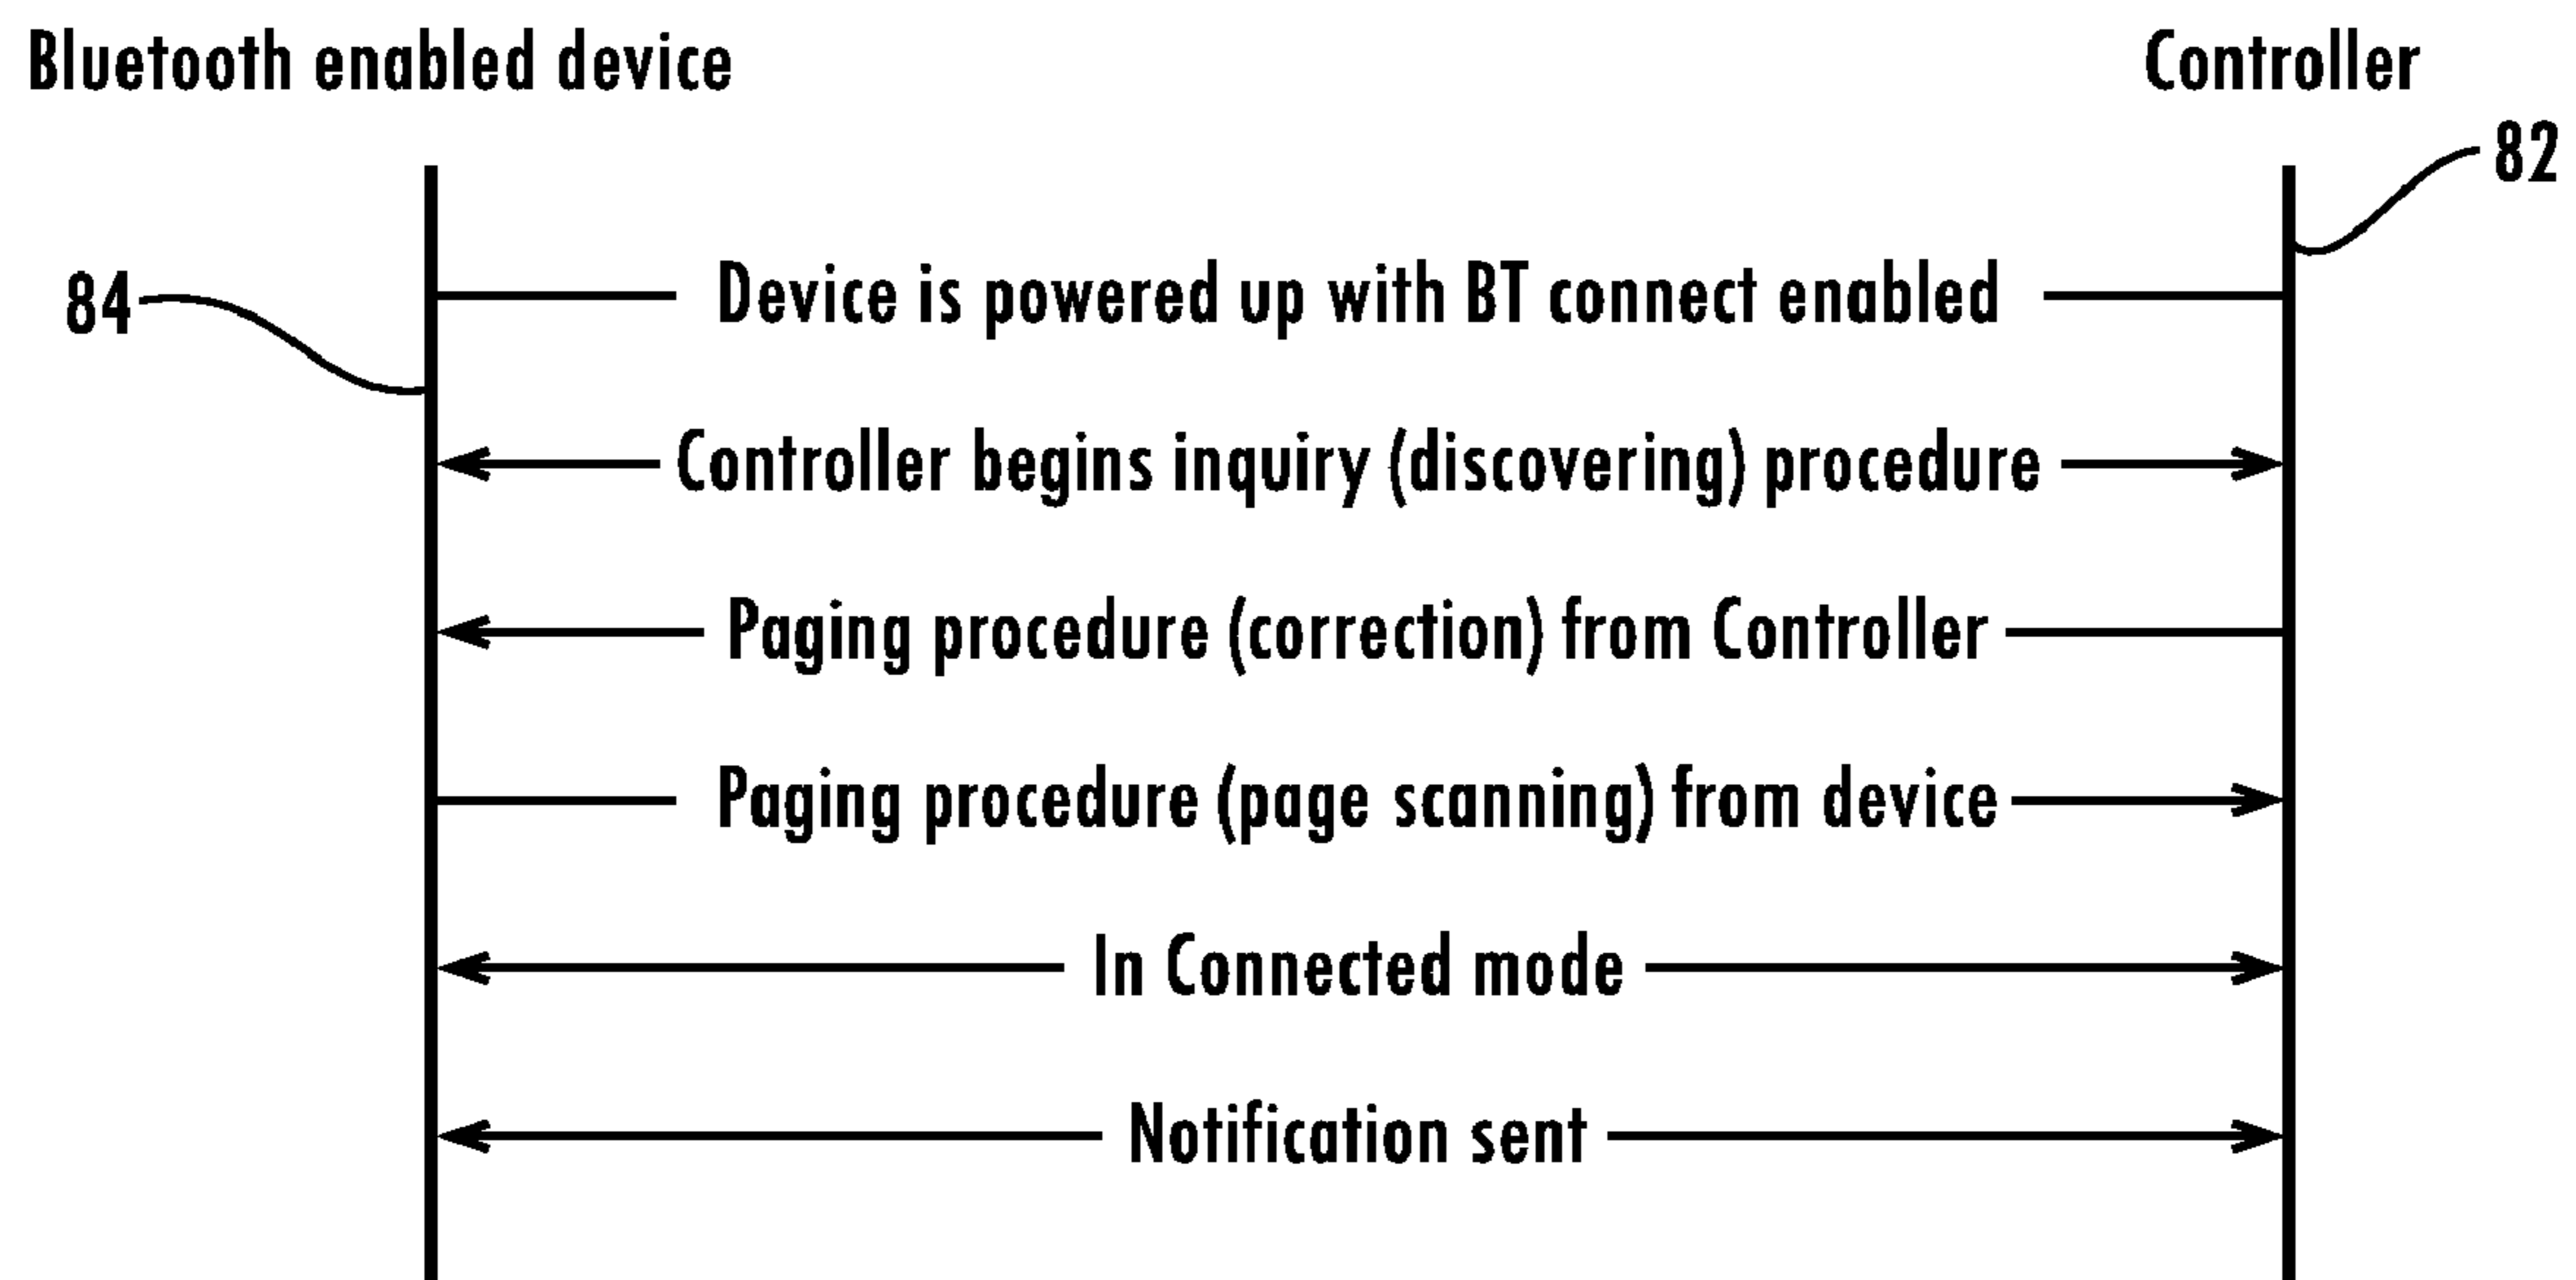 Bluetooth enabled device
Controller
82
84
Device is powered up with BT connect enabled
Controller begins inquiry (discovering) procedure
Paging procedure (correction) from Controller
Paging procedure (page scanning) from device
In Connected mode
Notification sent